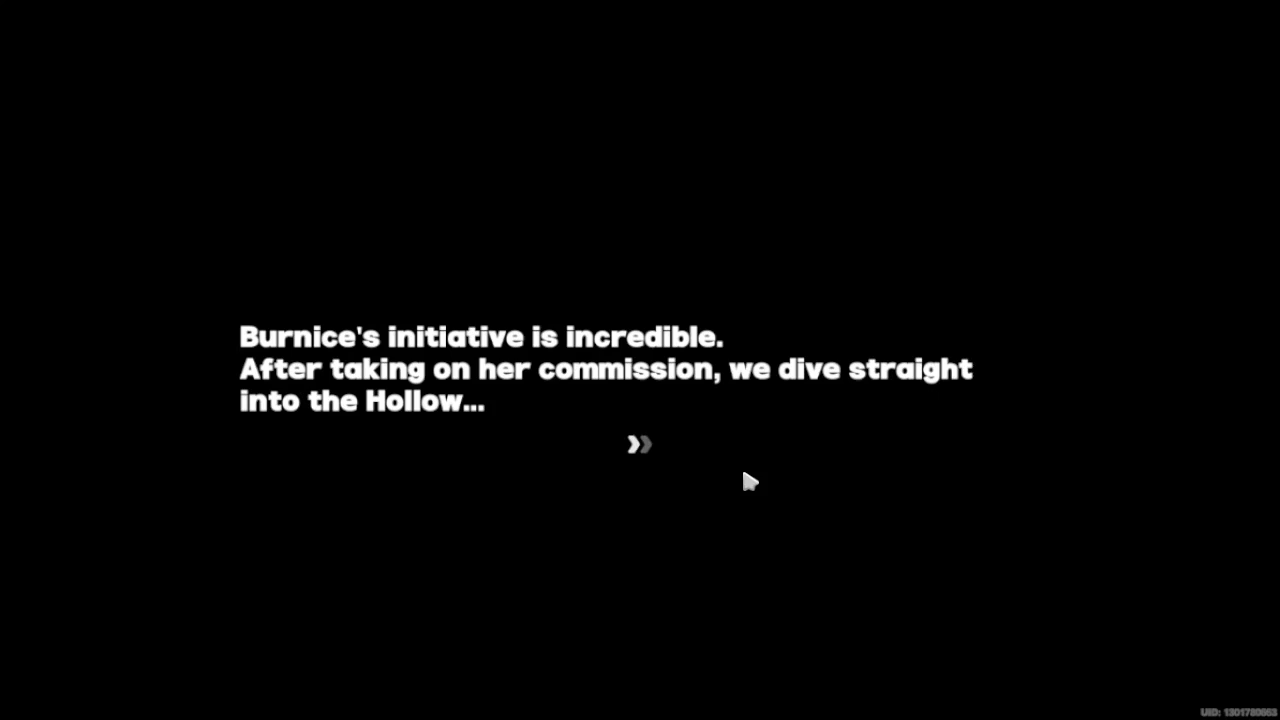 Burnice's initiative is incredible.
After taking on her commission, we dive straight
into the Hollow...